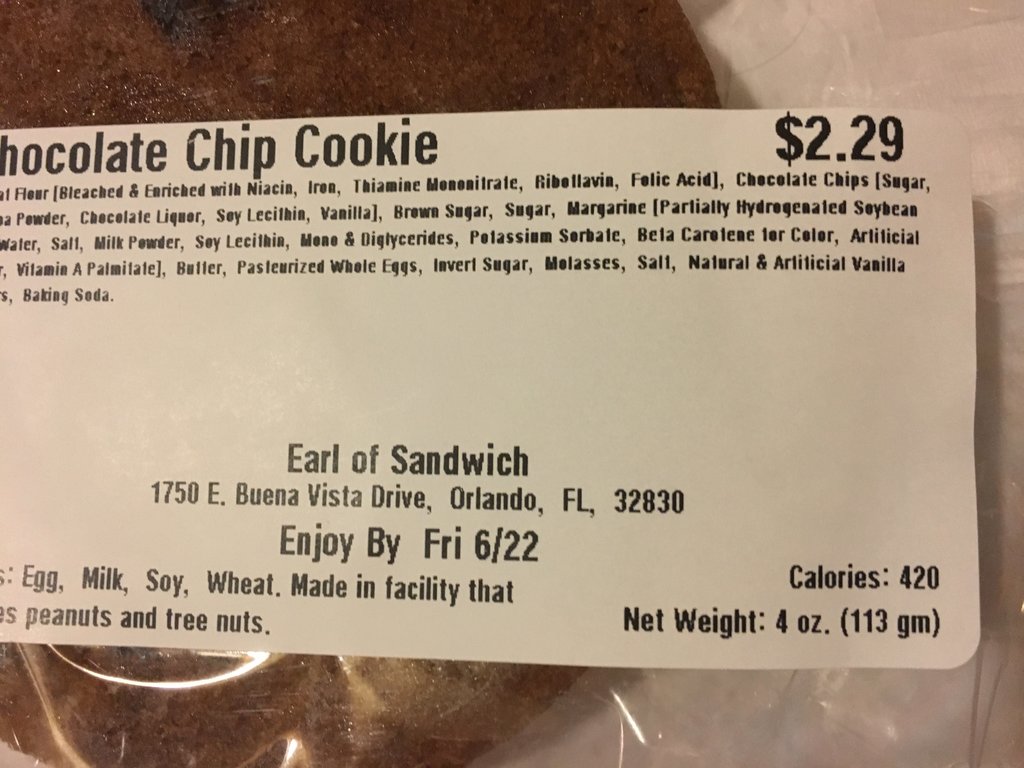 hocolate Chip Cookie $2.29
at Flour [Bleached & Enriched with Niacin, Iron, Thiamine Mononitrate, Riboflavin, Folic Acid], Chocolate Chips [Sugar,
oa Powder, Chocolate Liquor, Soy Lecithin, Vanilla], Brown Sugar, Sugar, Margarine [Partially Hydrogenated Soybean
Water, Salt, Milk Powder, Soy Lecithin, Mono & Diglycerides, Potassium Sorbate, Beta Carotene for Color, Artificial
r, Vitamin A Palmitate], Butter, Pasteurized Whole Eggs, Invert Sugar, Molasses, Salt, Natural & Artificial Vanilla
s, Baking Soda.
Earl of Sandwich
1750 E. Buena Vista Drive, Orlando, FL, 32830
Enjoy By Fri 6/22
s: Egg, Milk, Soy, Wheat. Made in facility that
es peanuts and tree nuts.
Calories: 420
Net Weight: 4 oz. (113 gm)